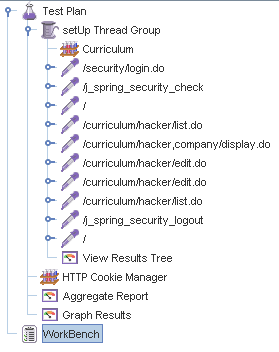 Test Plan
setUp Thread Group
Curriculum
/security/login.do
/j_spring_security_check
/
/curriculum/hacker/list.do
/curriculum/hacker,company/display.do
/curriculum/hacker/edit.do
/curriculum/hacker/edit.do
/curriculum/hacker/list.do
/j_spring_security_logout
/
View Results Tree
HTTP Cookie Manager
Aggregate Report
Graph Results
WorkBench